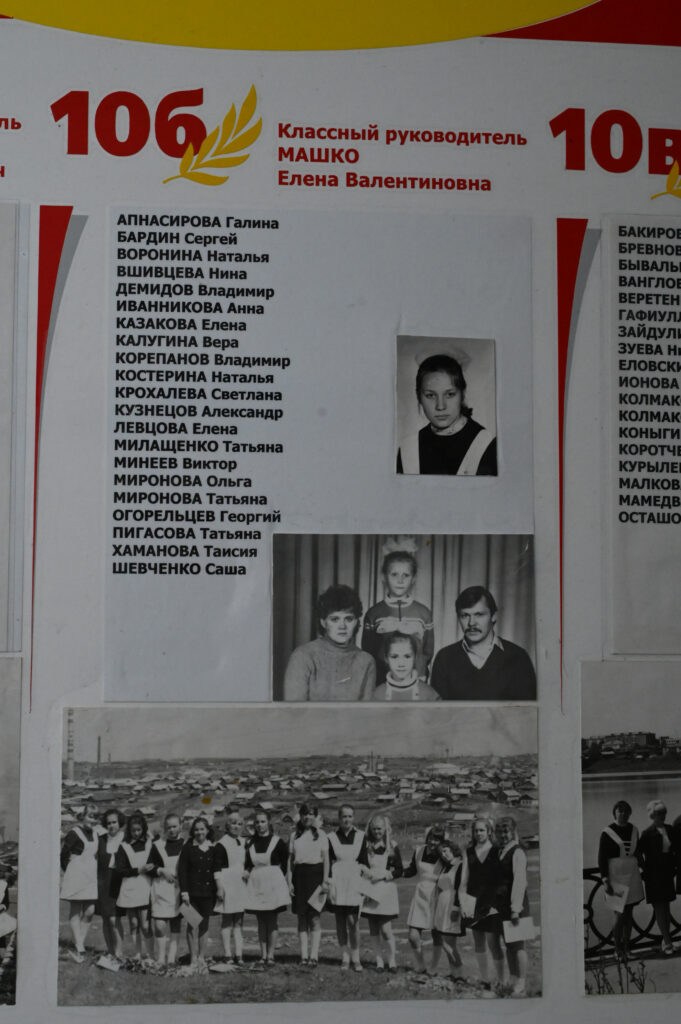 10б
Классный руководитель
МАШКО
Елена Валентиновна
АПНАСИРОВА Галина
БАРДИН Сергей
ВОРОНИНА Наталья
ВШИВЦЕВА Нина
ДЕМИДОВ Владимир
ИВАННИКОВА Анна
КАЗАКОВА Елена
КАЛУГИНА Вера
КОРЕПАНОВ Владимир
КОСТЕРИНА Наталья
КРОХАЛЕВА Светлана
КУЗНЕЦОВ Александр
ЛЕВЦОВА Елена
МИЛАЩЕНКО Татьяна
МИНЕЕВ Виктор
МИРОНОВА Ольга
МИРОНОВА Татьяна
ОГОРЕЛЬЦЕВ Георгий
ПИГАСОВА Татьяна
ХАМАНОВА Таисия
ШЕВЧЕНКО Саша
10в
ЗУЕВА
ИОНОВА